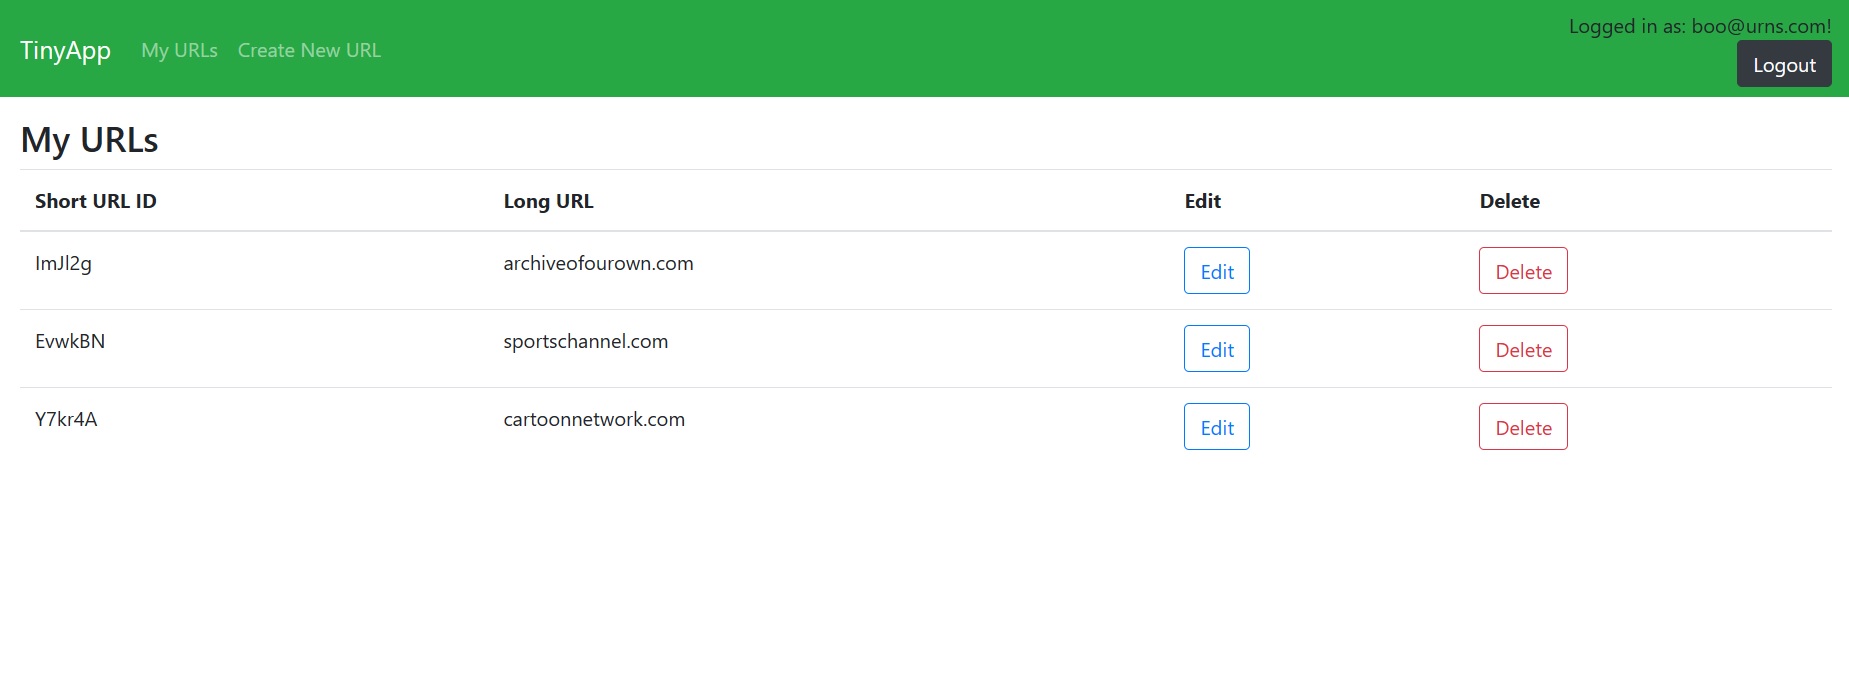 TinyApp My URLs Create New URL
Logged in as: boo@urns.com!
Logout
My URLs
Short URL ID Long URL Edit Delete
ImJl2g archiveofourown.com Edit Delete
EvwkBN sportschannel.com Edit Delete
Y7kr4A cartoonnetwork.com Edit Delete